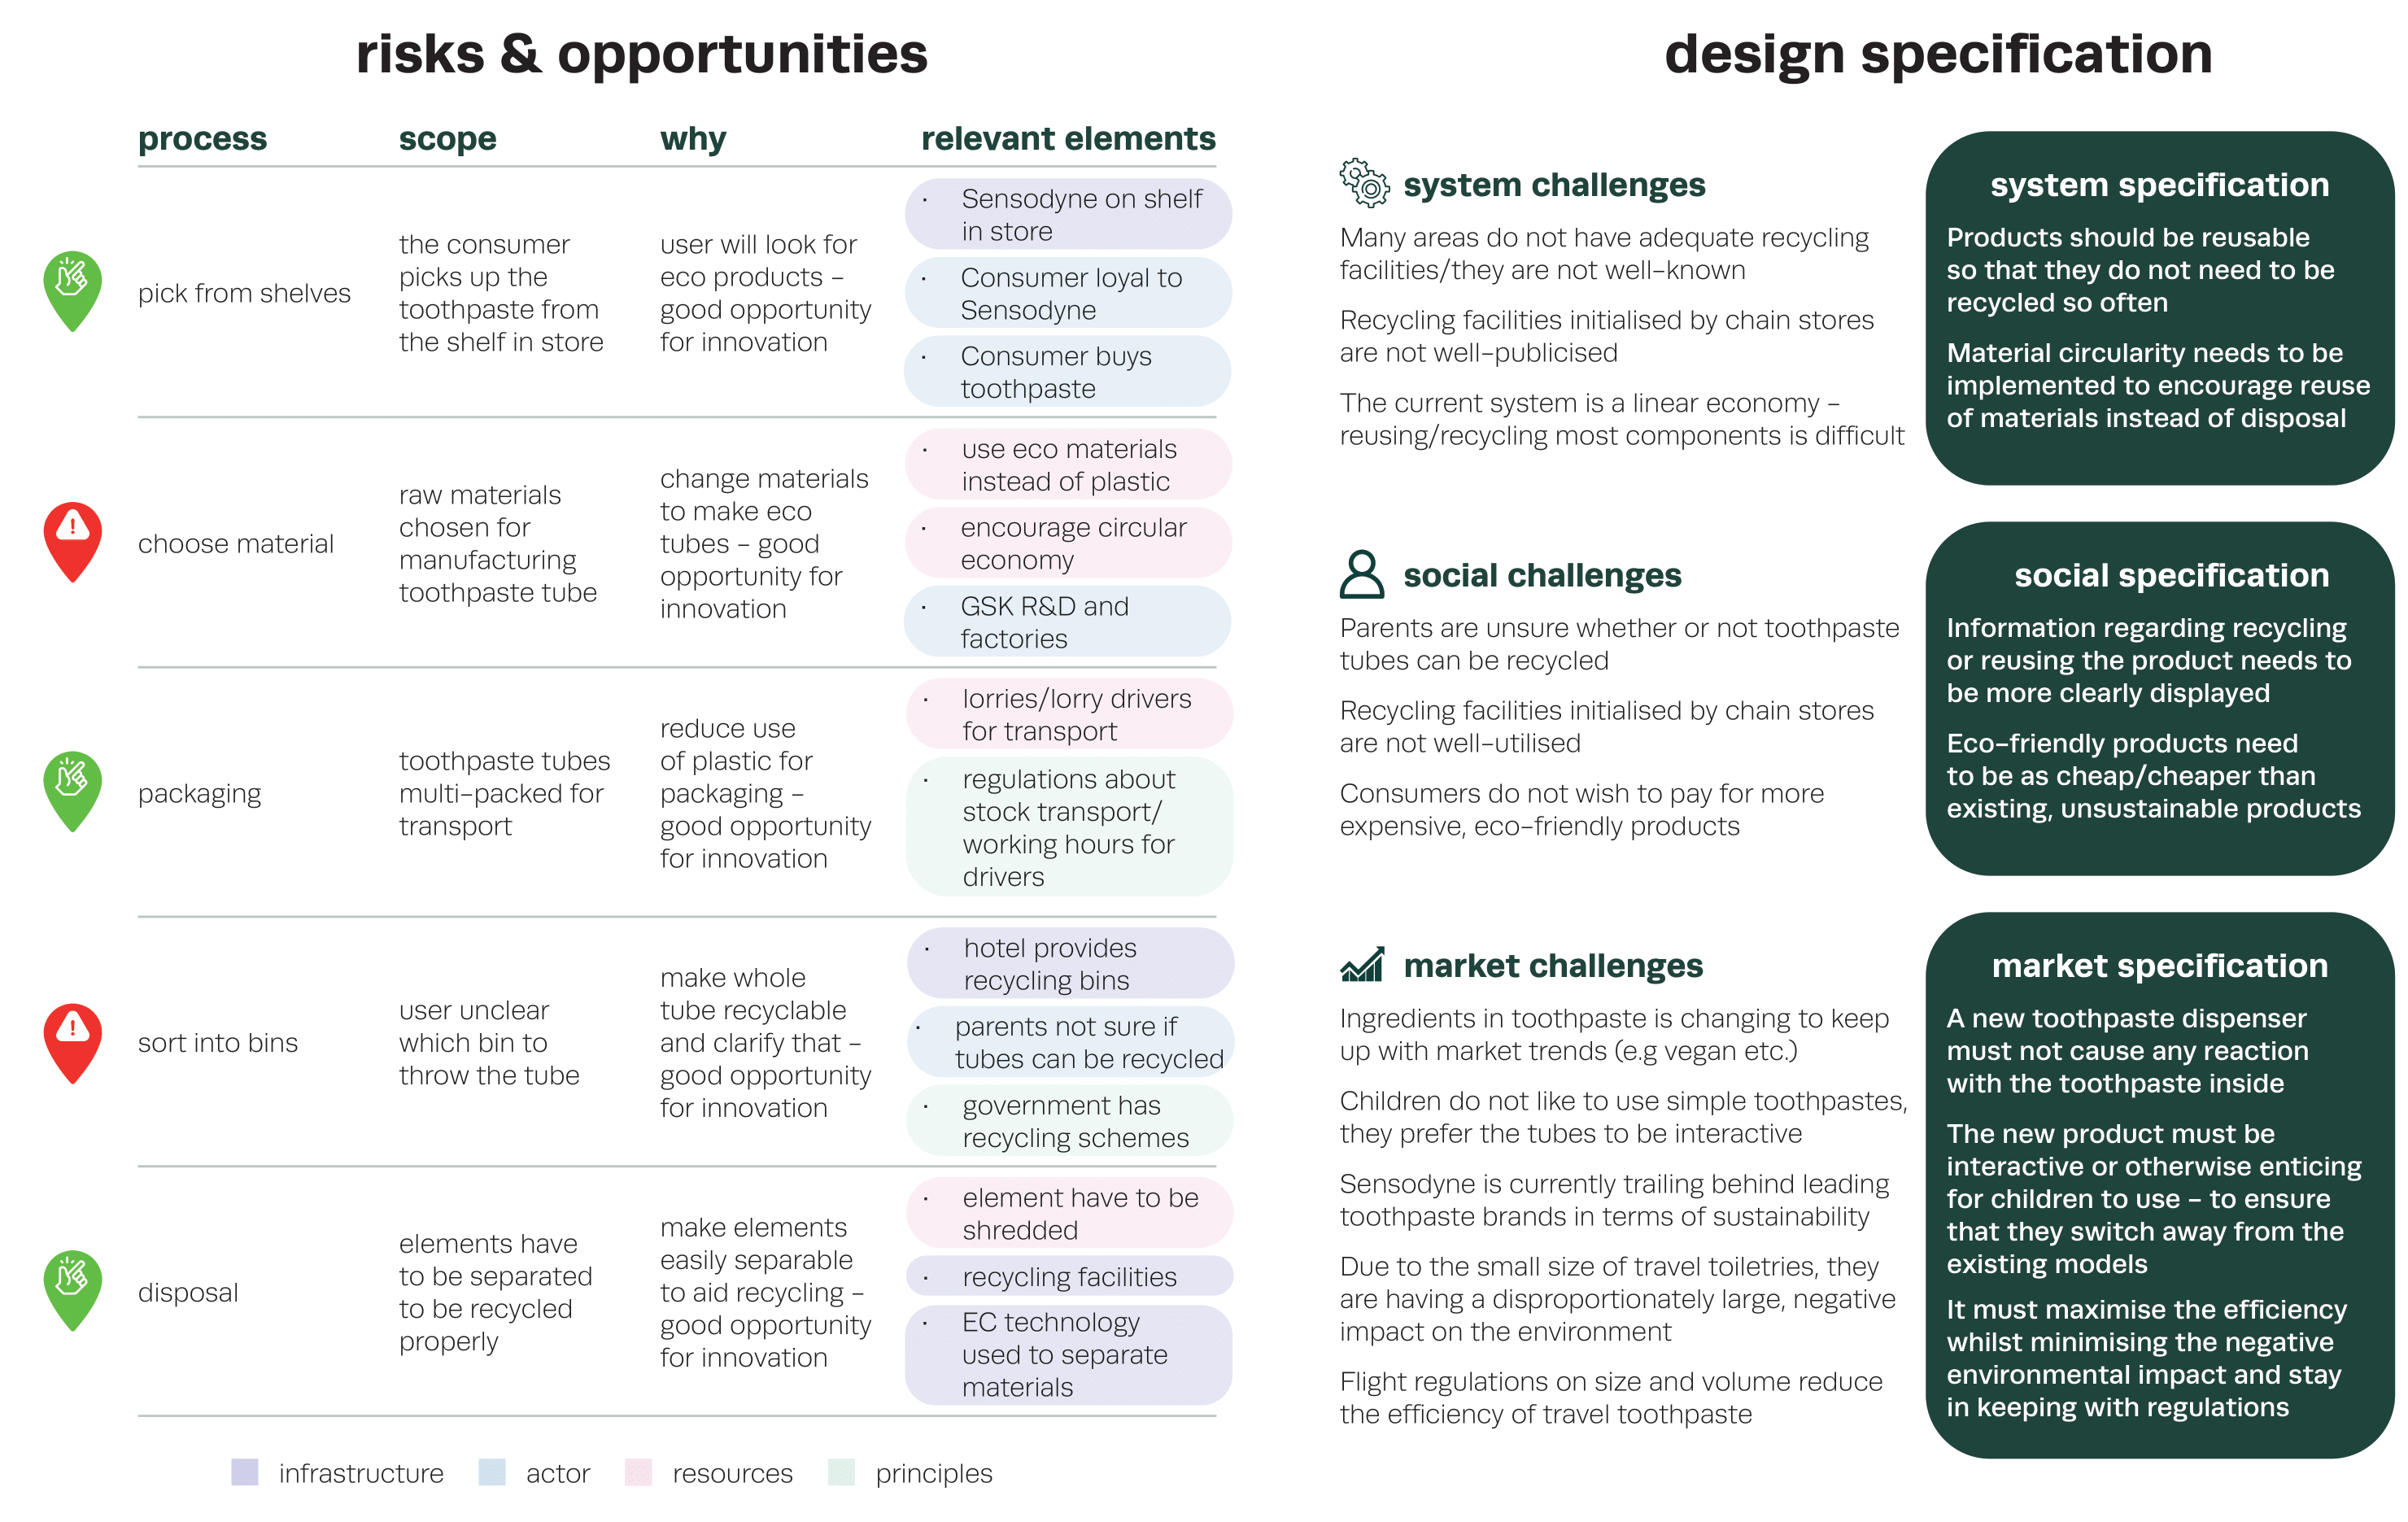 risks & opportunities
process
scope
why
relevant elements
pick from shelves
the consumer
picks up the
toothpaste from
the shelf in store
user will look for
eco products –
good opportunity
for innovation
· Sensodyne on shelf
in store
· Consumer loyal to
Sensodyne
· Consumer buys
toothpaste
choose material
raw materials
chosen for
manufacturing
toothpaste tube
change materials
to make eco
tubes – good
opportunity for
innovation
· use eco materials
instead of plastic
· encourage circular
economy
· GSK R&D and
factories
packaging
toothpaste tubes
multi-packed for
transport
reduce use
of plastic for
packaging –
good opportunity
for innovation
· lorries/lorry drivers
for transport
· regulations about
stock transport/
working hours for
drivers
sort into bins
user unclear
which bin to
throw the tube
make whole
tube recyclable
and clarify that –
good opportunity
for innovation
· hotel provides
recycling bins
· parents not sure if
tubes can be recycled
· government has
recycling schemes
disposal
elements have
to be separated
to be recycled
properly
make elements
easily separable
to aid recycling –
good opportunity
for innovation
· element have to be
shredded
· recycling facilities
· EC technology
used to separate
materials
infrastructure
actor
resources
principles
design specification
system challenges
Many areas do not have adequate recycling
facilities/they are not well-known
Recycling facilities initialised by chain stores
are not well-publicised
The current system is a linear economy –
reusing/recycling most components is difficult
system specification
Products should be reusable
so that they do not need to be
recycled so often
Material circularity needs to be
implemented to encourage reuse
of materials instead of disposal
social challenges
Parents are unsure whether or not toothpaste
tubes can be recycled
Recycling facilities initialised by chain stores
are not well-utilised
Consumers do not wish to pay for more
expensive, eco-friendly products
social specification
Information regarding recycling
or reusing the product needs to
be more clearly displayed
Eco-friendly products need
to be as cheap/cheaper than
existing, unsustainable products
market challenges
Ingredients in toothpaste is changing to keep
up with market trends (e.g vegan etc.)
Children do not like to use simple toothpastes,
they prefer the tubes to be interactive
Sensodyne is currently trailing behind leading
toothpaste brands in terms of sustainability
Due to the small size of travel toiletries, they
are having a disproportionately large, negative
impact on the environment
Flight regulations on size and volume reduce
the efficiency of travel toothpaste
market specification
A new toothpaste dispenser
must not cause any reaction
with the toothpaste inside
The new product must be
interactive or otherwise enticing
for children to use – to ensure
that they switch away from the
existing models
It must maximise the efficiency
whilst minimising the negative
environmental impact and stay
in keeping with regulations